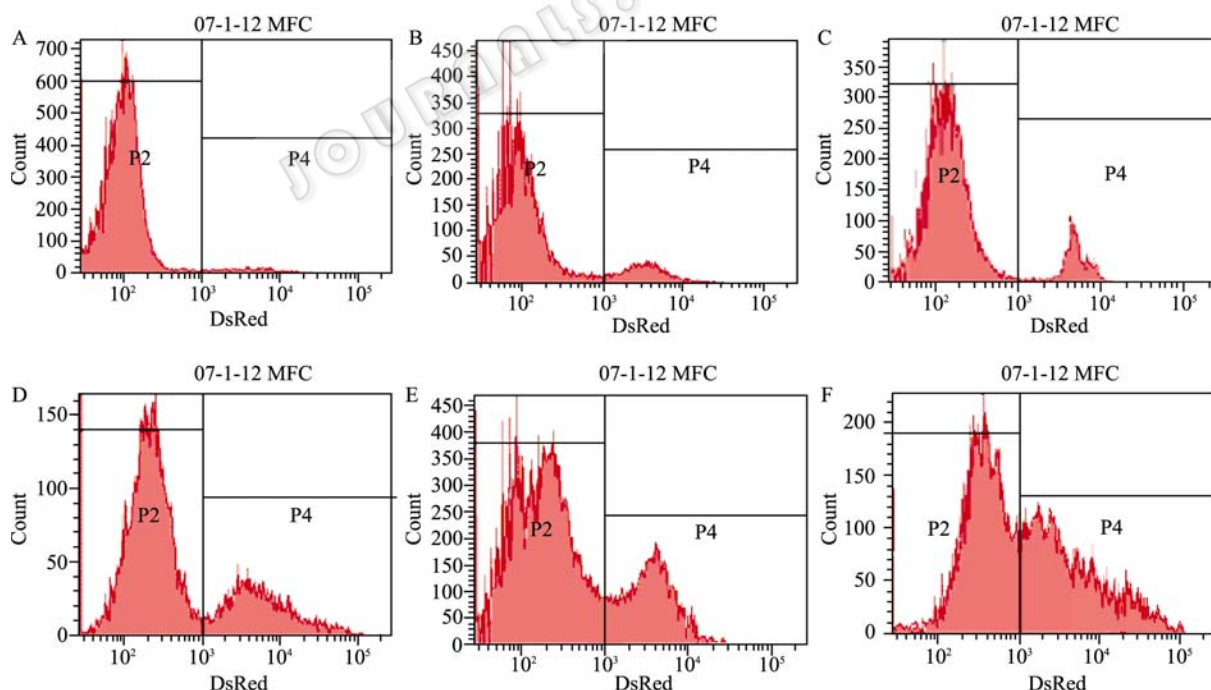 JOURNALS.
A
07-1-12 MFC
Count
700
600
500
400
300
200
100
0
P2
P4
10² 10³ 10⁴ 10⁵
DsRed
B
07-1-12 MFC
Count
450
400
350
300
250
200
150
100
50
0
P2
P4
10² 10³ 10⁴ 10⁵
DsRed
C
07-1-12 MFC
Count
350
300
250
200
150
100
50
0
P2
P4
10² 10³ 10⁴ 10⁵
DsRed
D
07-1-12 MFC
Count
150
100
50
0
P2
P4
10² 10³ 10⁴ 10⁵
DsRed
E
07-1-12 MFC
Count
450
400
350
300
250
200
150
100
50
0
P2
P4
10² 10³ 10⁴ 10⁵
DsRed
F
07-1-12 MFC
Count
200
150
100
50
0
P2
P4
10² 10³ 10⁴ 10⁵
DsRed